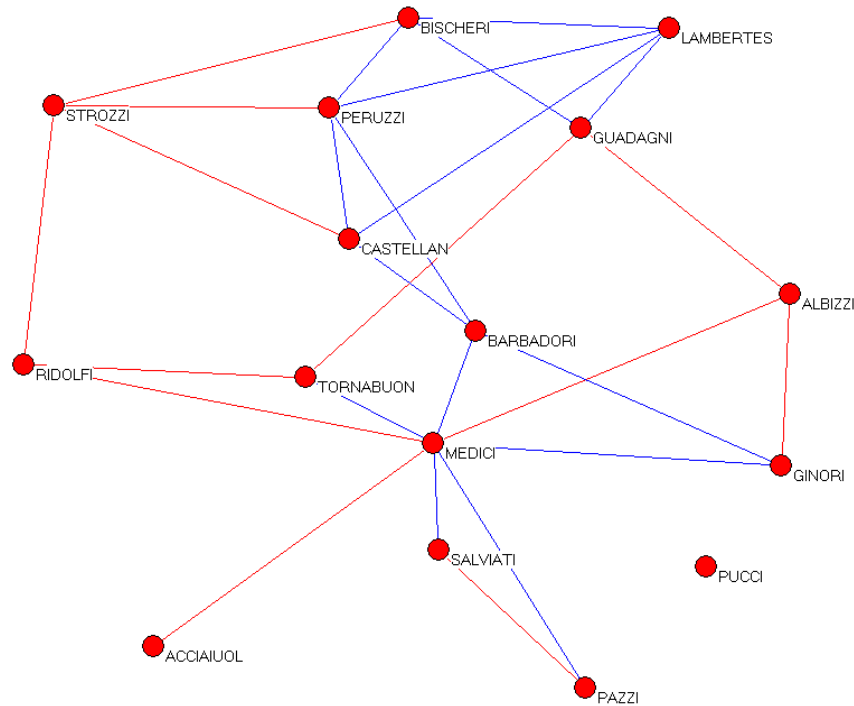 BISCHERI
LAMBERTES
STROZZI
PERUZZI
GUADAGNI
CASTELLAN
ALBIZZI
BARBADORI
RIDOLFI
TORNABUON
MEDICI
GINORI
SALVIATI
PUCCI
ACCIAIUOL
PAZZI